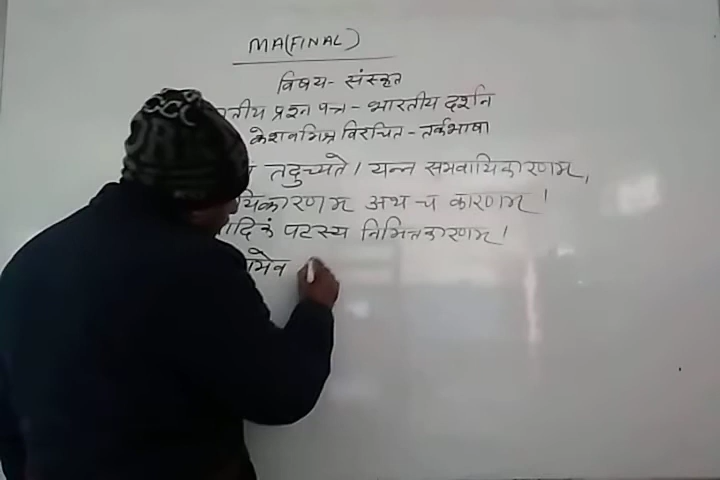 MA(FINAL)
विषय- संस्कृत
तीय प्रश्न पत्र - भारतीय दर्शन
केशवमिश्र विरचित - तर्कभाषा
तदुच्यते। यन्न समवायिकारणम्,
यिकारणम् अथ च कारणम्।
ादिकं पटस्य निमित्तकारणम्।
मेव